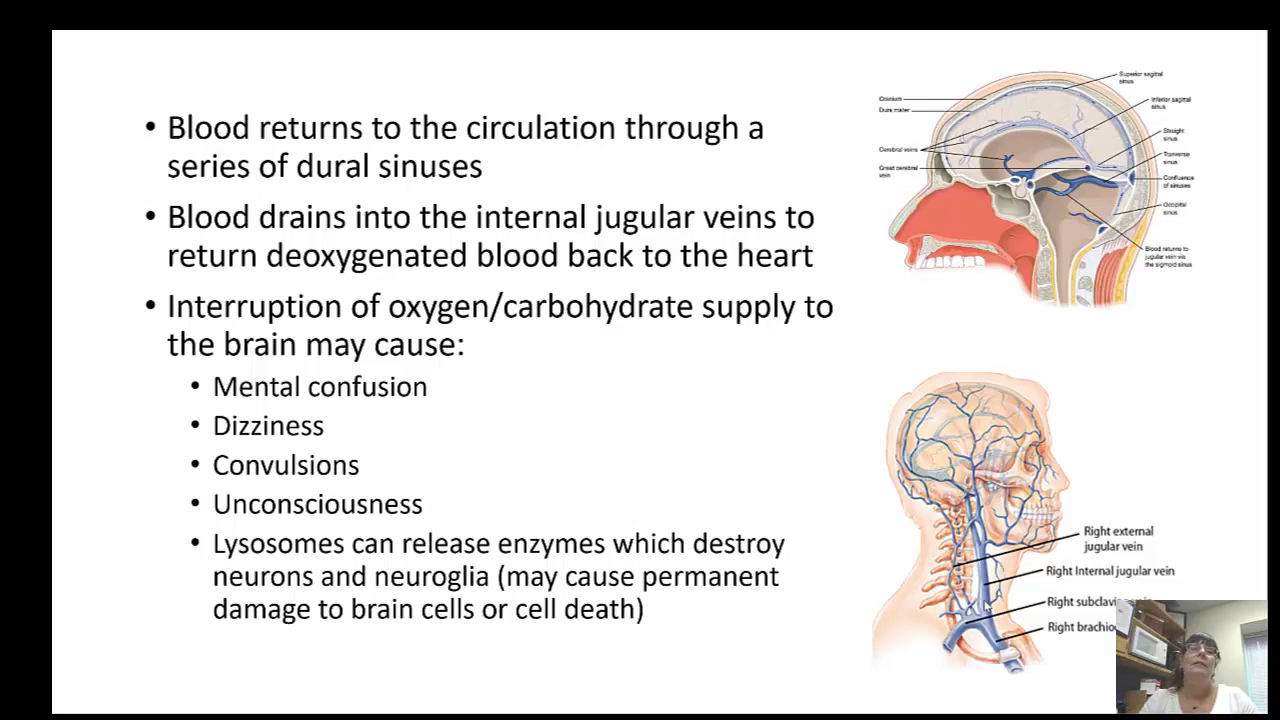 • Blood returns to the circulation through a
series of dural sinuses
• Blood drains into the internal jugular veins to
return deoxygenated blood back to the heart
• Interruption of oxygen/carbohydrate supply to
the brain may cause:
• Mental confusion
• Dizziness
• Convulsions
• Unconsciousness
• Lysosomes can release enzymes which destroy
neurons and neuroglia (may cause permanent
damage to brain cells or cell death)
Cranium
Dura mater
Cerebral veins
Great cerebral
vein
Superior sagittal
sinus
Inferior sagittal
sinus
Straight
sinus
Tranverse
sinus
Confluence
of sinuses
Occipital
sinus
Blood returns to
jugular vein via
the sigmoid sinus
Right external
jugular vein
Right Internal jugular vein
Right
Right